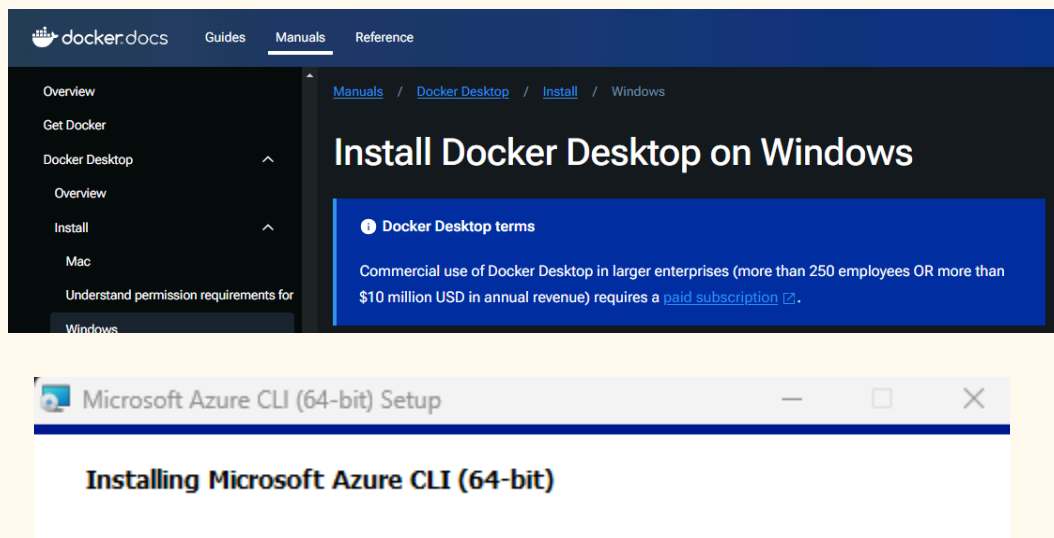 docker.docs Guides Manuals Reference
Overview
Get Docker
Docker Desktop
Overview
Install
Mac
Understand permission requirements for
Windows
Manuals / Docker Desktop / Install / Windows
Install Docker Desktop on Windows
Docker Desktop terms
Commercial use of Docker Desktop in larger enterprises (more than 250 employees OR more than
$10 million USD in annual revenue) requires a paid subscription.
Microsoft Azure CLI (64-bit) Setup
Installing Microsoft Azure CLI (64-bit)